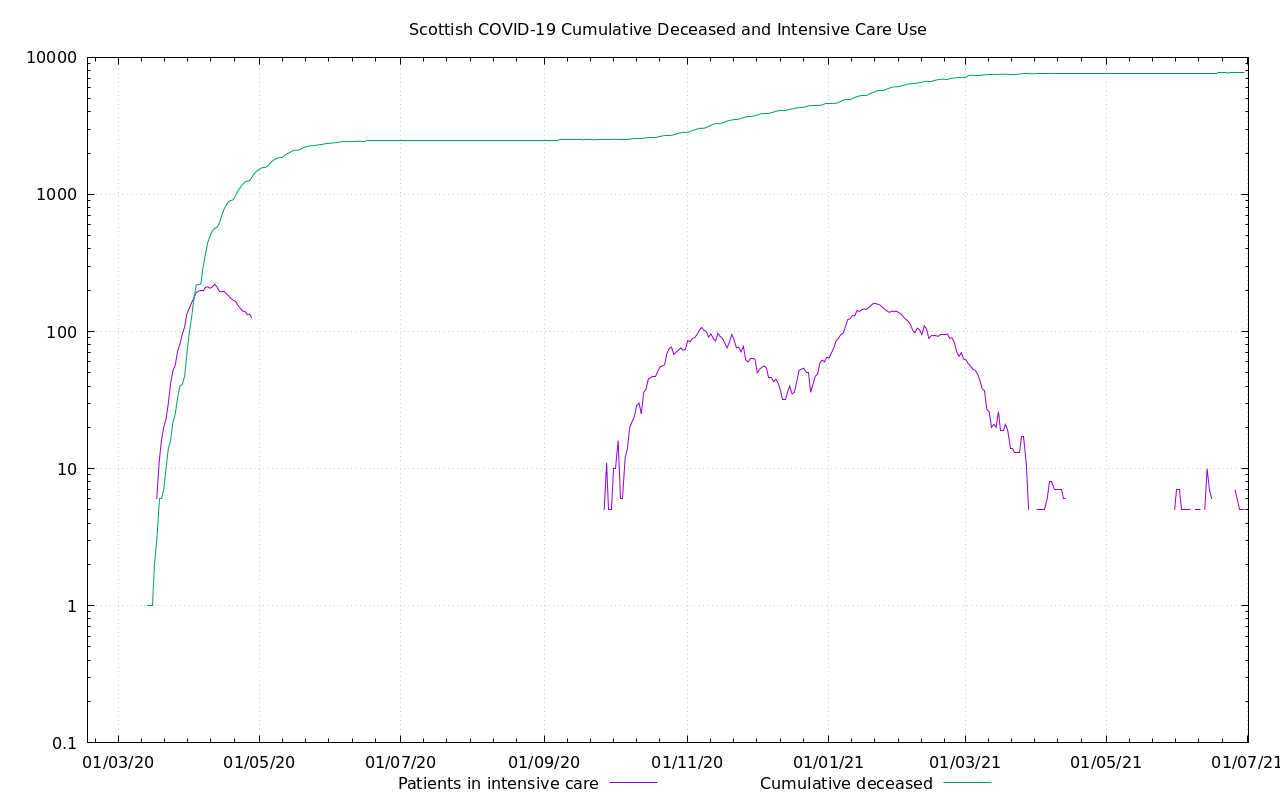 Scottish COVID-19 Cumulative Deceased and Intensive Care Use
10000
1000
100
10
1
0.1
01/03/20 01/05/20 01/07/20 01/09/20 01/11/20 01/01/21 01/03/21 01/05/21 01/07/21
Patients in intensive care Cumulative deceased